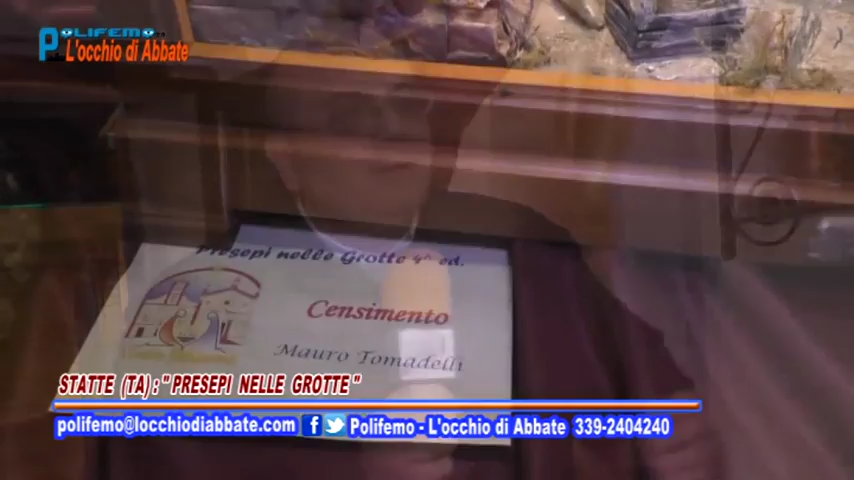 POLIFEMO
L'occhio di Abbate
Presepi nelle Grotte 9^ ed.
Censimento
Mauro Tomadelli
STATTE (TA) : " PRESEPI NELLE GROTTE "
polifemo@locchiodiabbate.com Polifemo - L'occhio di Abbate 339-2404240